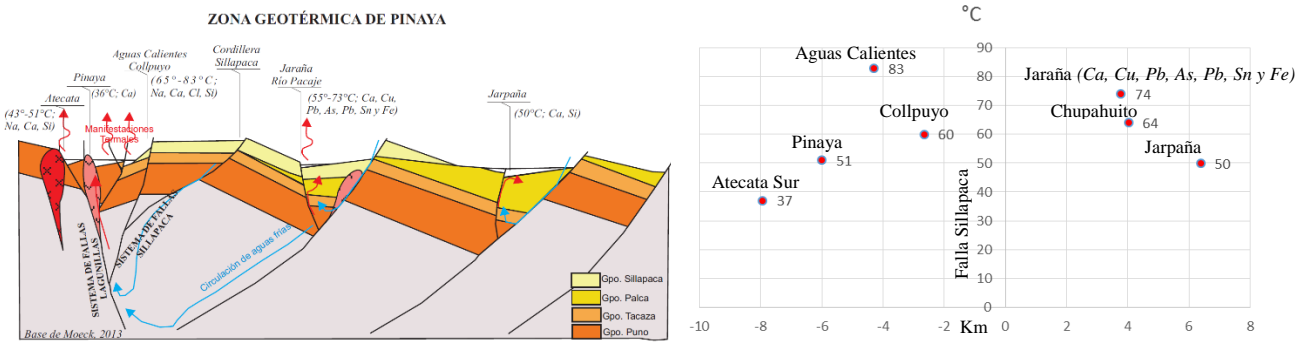 ZONA GEOTÉRMICA DE PINAYA
Atecata
(43°-51°C;
Na, Ca, Si)
Pinaya
(36°C; Ca)
Aguas Calientes
Collpuyo
(65°-83°C;
Na, Ca, Cl, Si)
Cordillera
Sillapaca
Jaraña
Río Pacaje
(55°-73°C; Ca, Cu,
Pb, As, Pb, Sn y Fe)
Jarpaña
(50°C; Ca, Si)
Manifestaciones
Termales
SISTEMA DE FALLAS
LAGUNILLAS
SISTEMA DE FALLAS
SILLAPACA
Circulación de aguas frías
Gpo. Sillapaca
Gpo. Palca
Gpo. Tacaza
Gpo. Puno
Base de Moeck, 2013
°C
90
80
70
60
50
40
30
20
10
0
Falla Sillapaca
Aguas Calientes
83
Collpuyo
60
Pinaya
51
Atecata Sur
37
Jaraña (Ca, Cu, Pb, As, Pb, Sn y Fe)
74
Chupahuito
64
Jarpaña
50
-10 -8 -6 -4 -2 0 2 4 6 8
Km